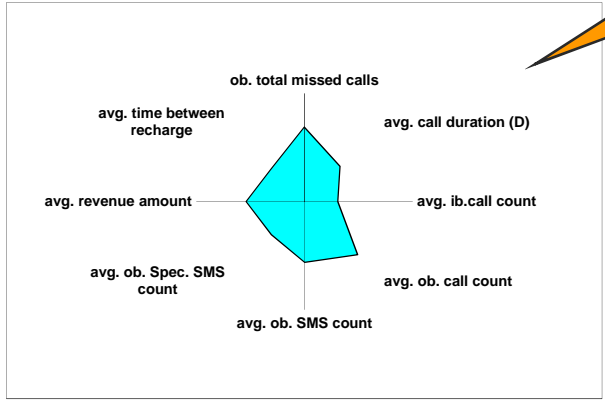 ob. total missed calls
avg. time between
recharge
avg. call duration (D)
avg. revenue amount
avg. ib.call count
avg. ob. Spec. SMS
count
avg. ob. call count
avg. ob. SMS count